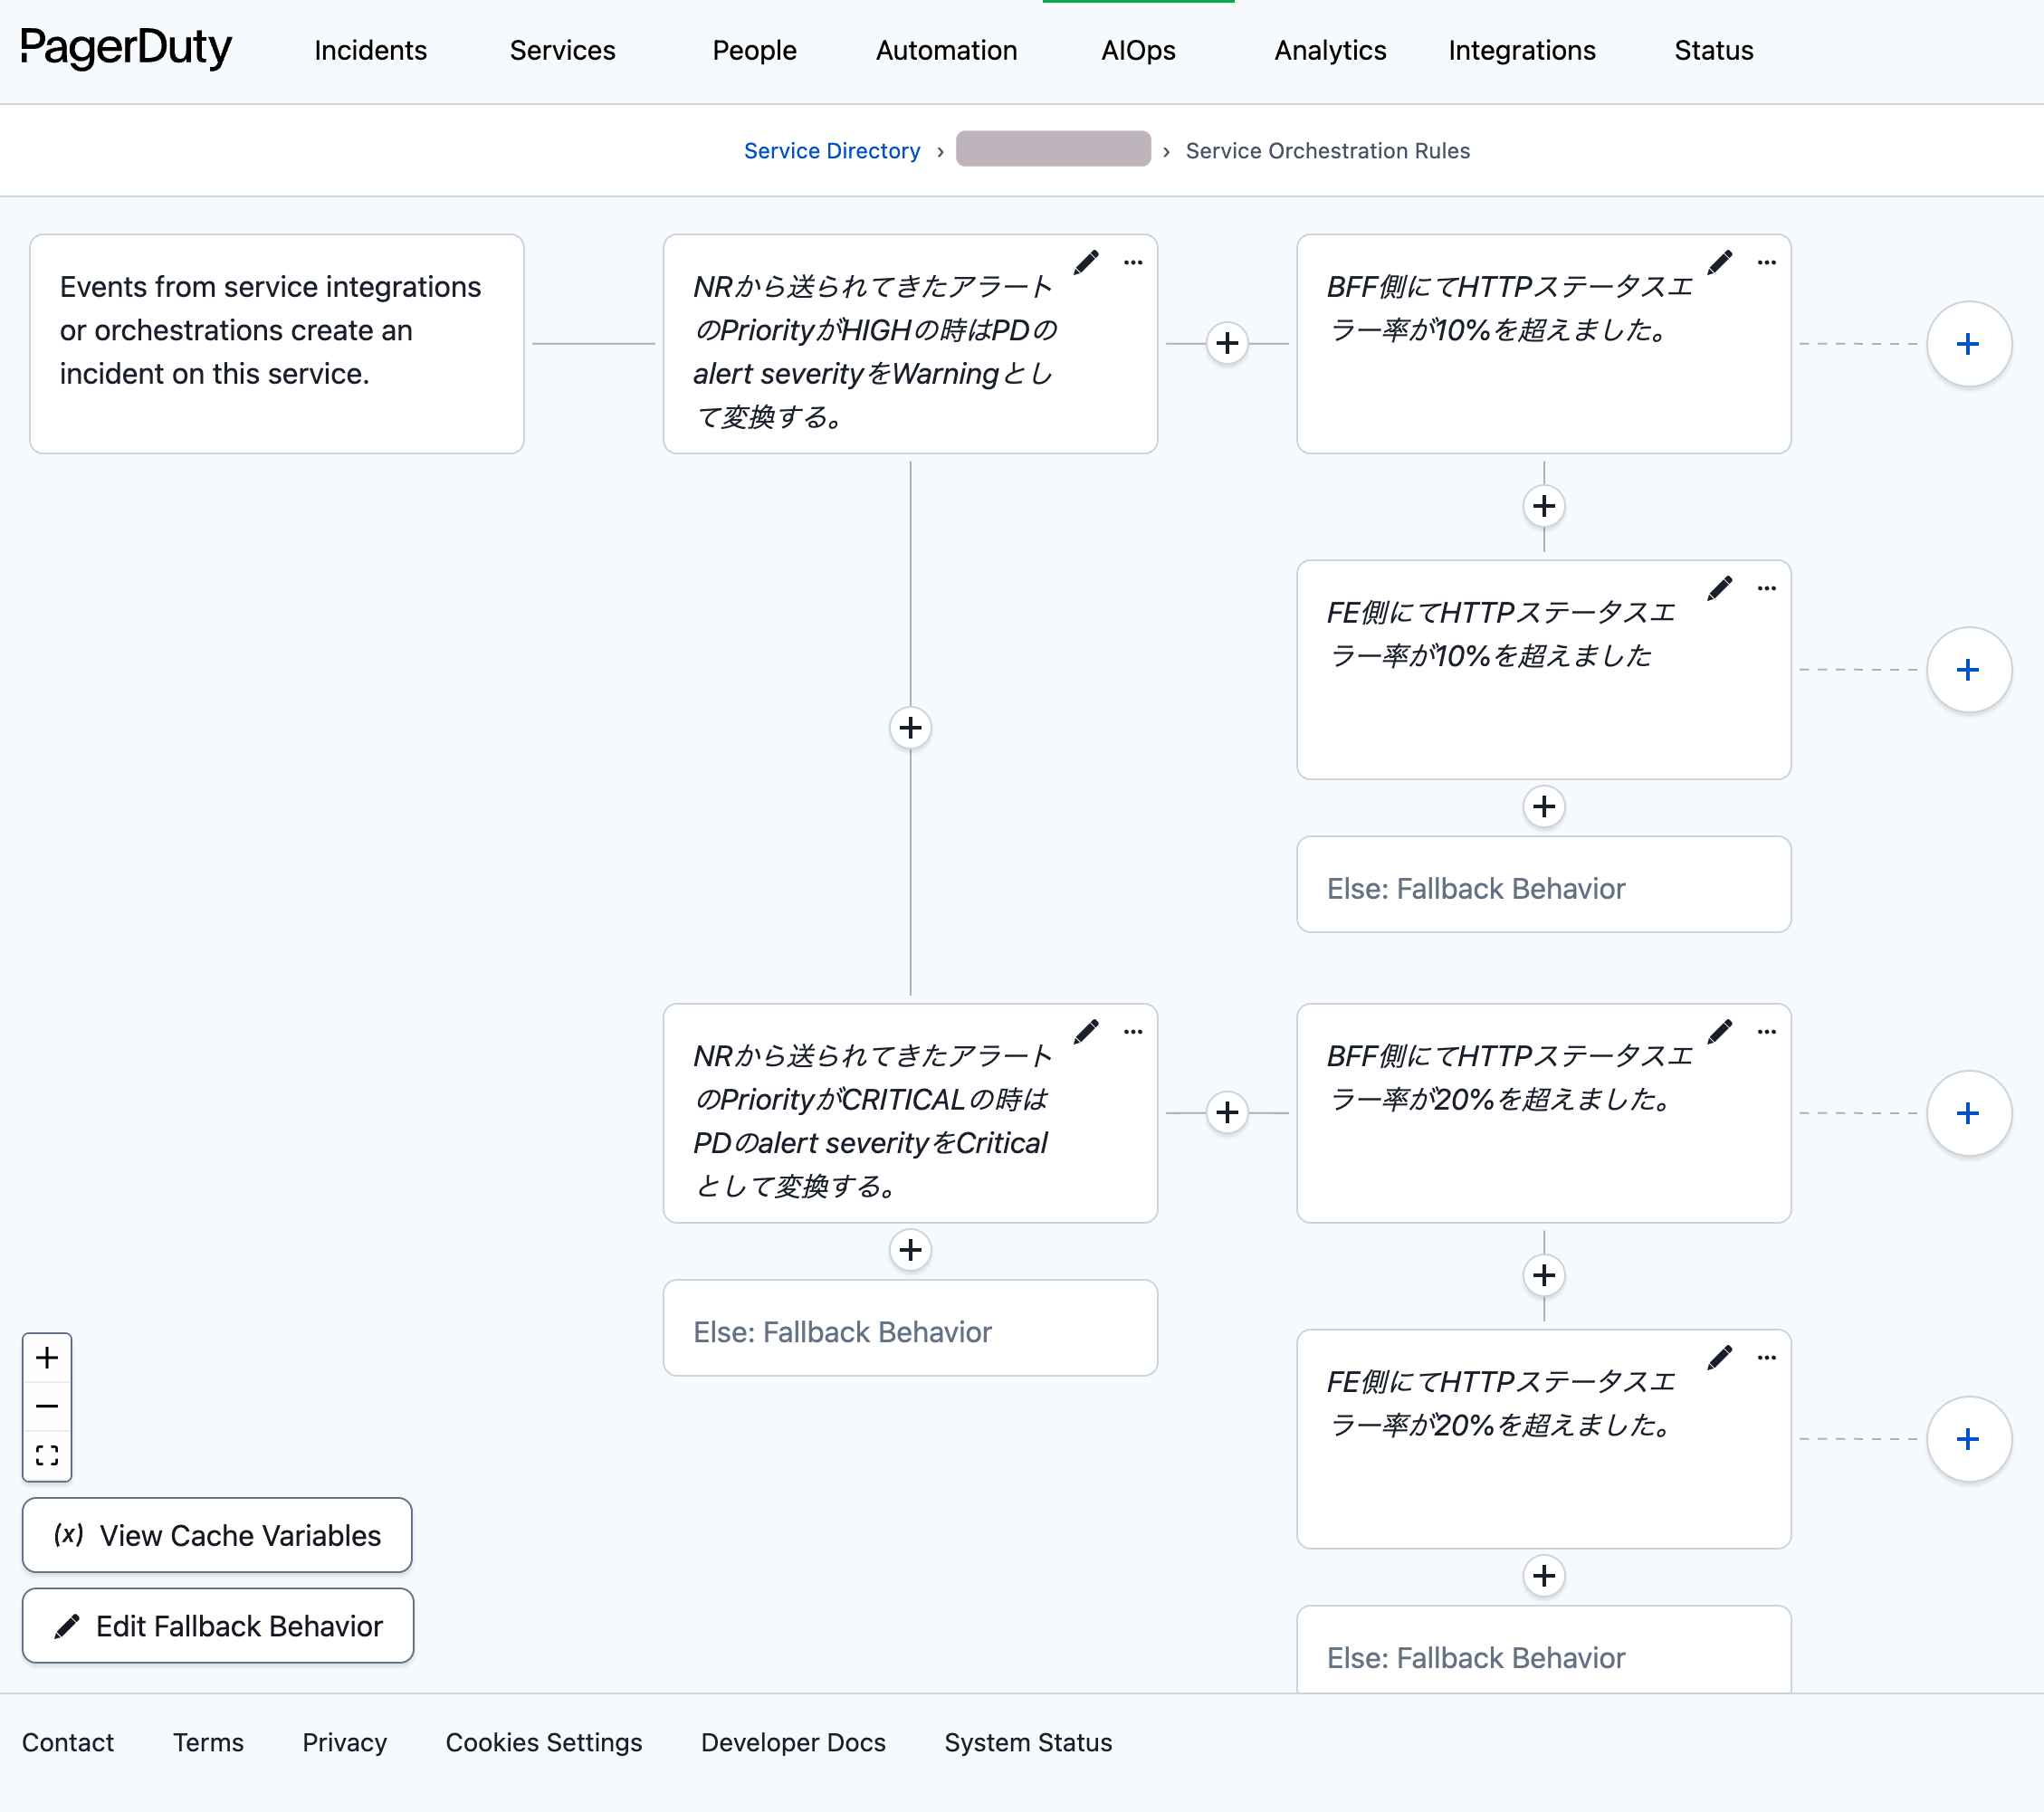 PagerDuty Incidents Services People Automation AIOps Analytics Integrations Status
Service Directory › › Service Orchestration Rules
Events from service integrations
or orchestrations create an
incident on this service.
NRから送られてきたアラート
のPriorityがHIGHの時はPDの
alert severityをWarningとし
て変換する。
BFF側にてHTTPステータスエ
ラー率が10%を超えました。
FE側にてHTTPステータスエ
ラー率が10%を超えました
Else: Fallback Behavior
NRから送られてきたアラート
のPriorityがCRITICALの時は
PDのalert severityをCritical
として変換する。
Else: Fallback Behavior
BFF側にてHTTPステータスエ
ラー率が20%を超えました。
FE側にてHTTPステータスエ
ラー率が20%を超えました。
Else: Fallback Behavior
(x) View Cache Variables
Edit Fallback Behavior
Contact Terms Privacy Cookies Settings Developer Docs System Status